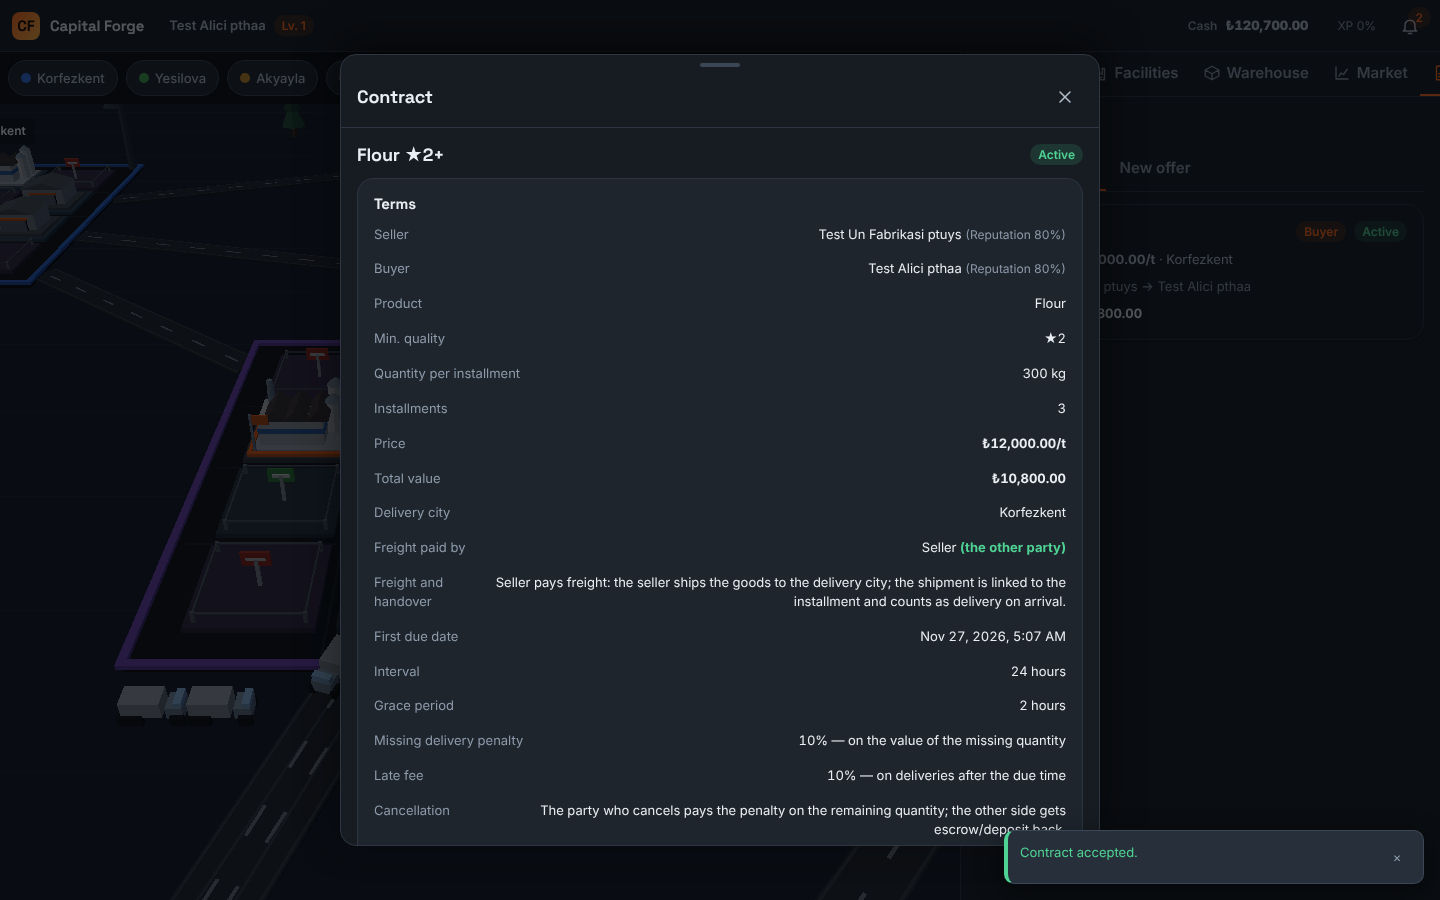 CF Capital Forge Test Alici pthaa Lv. 1 Cash ₺120,700.00 XP 0% 2
Korfezkent Yesilova Akyayla
Facilities Warehouse Market
kent
Contract
Flour ★2+ Active
New offer
Terms
Seller Test Un Fabrikasi ptuys (Reputation 80%)
Buyer Test Alici pthaa (Reputation 80%)
Product Flour
Min. quality ★2
Quantity per installment 300 kg
Installments 3
Price ₺12,000.00/t
Total value ₺10,800.00
Delivery city Korfezkent
Freight paid by Seller (the other party)
Freight and handover Seller pays freight: the seller ships the goods to the delivery city; the shipment is linked to the
installment and counts as delivery on arrival.
First due date Nov 27, 2026, 5:07 AM
Interval 24 hours
Grace period 2 hours
Missing delivery penalty 10% — on the value of the missing quantity
Late fee 10% — on deliveries after the due time
Cancellation The party who cancels pays the penalty on the remaining quantity; the other side gets
escrow/deposit back.
Buyer Active
000.00/t · Korfezkent
ptuys → Test Alici pthaa
800.00
Contract accepted. ×